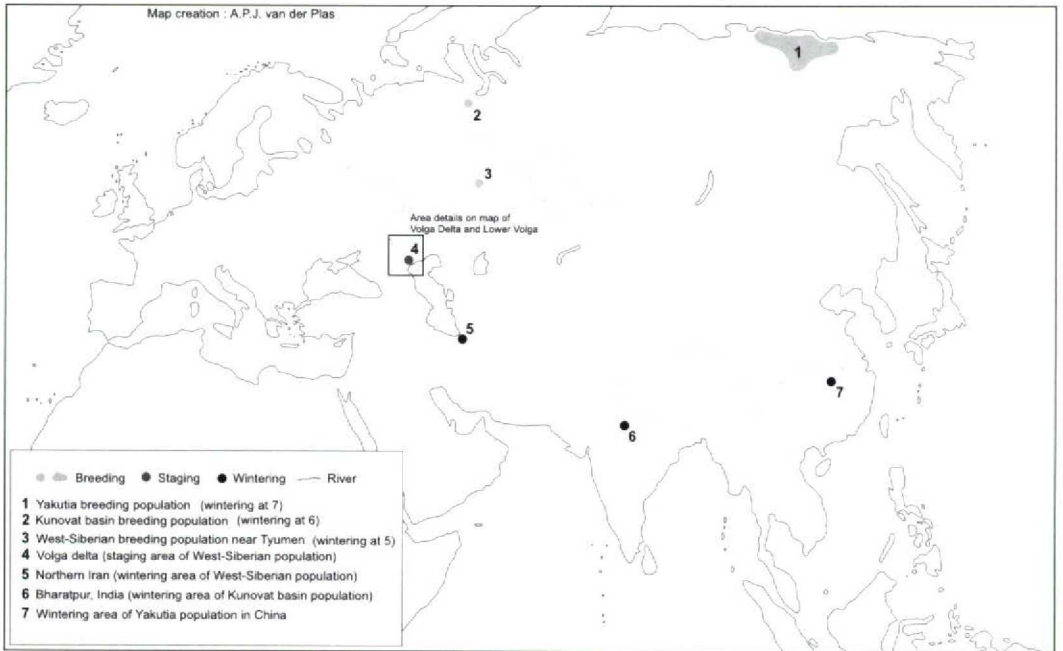 Map creation : A.P.J. van der Plas
1
2
3
Area details on map of
Volga Delta and Lower Volga
4
5
7
6
Breeding Staging Wintering River
1 Yakutia breeding population (wintering at 7)
2 Kunovat basin breeding population (wintering at 6)
3 West-Siberian breeding population near Tyumen (wintering at 5)
4 Volga delta (staging area of West-Siberian population)
5 Northern Iran (wintering area of West-Siberian population)
6 Bharatpur, India (wintering area of Kunovat basin population)
7 Wintering area of Yakutia population in China